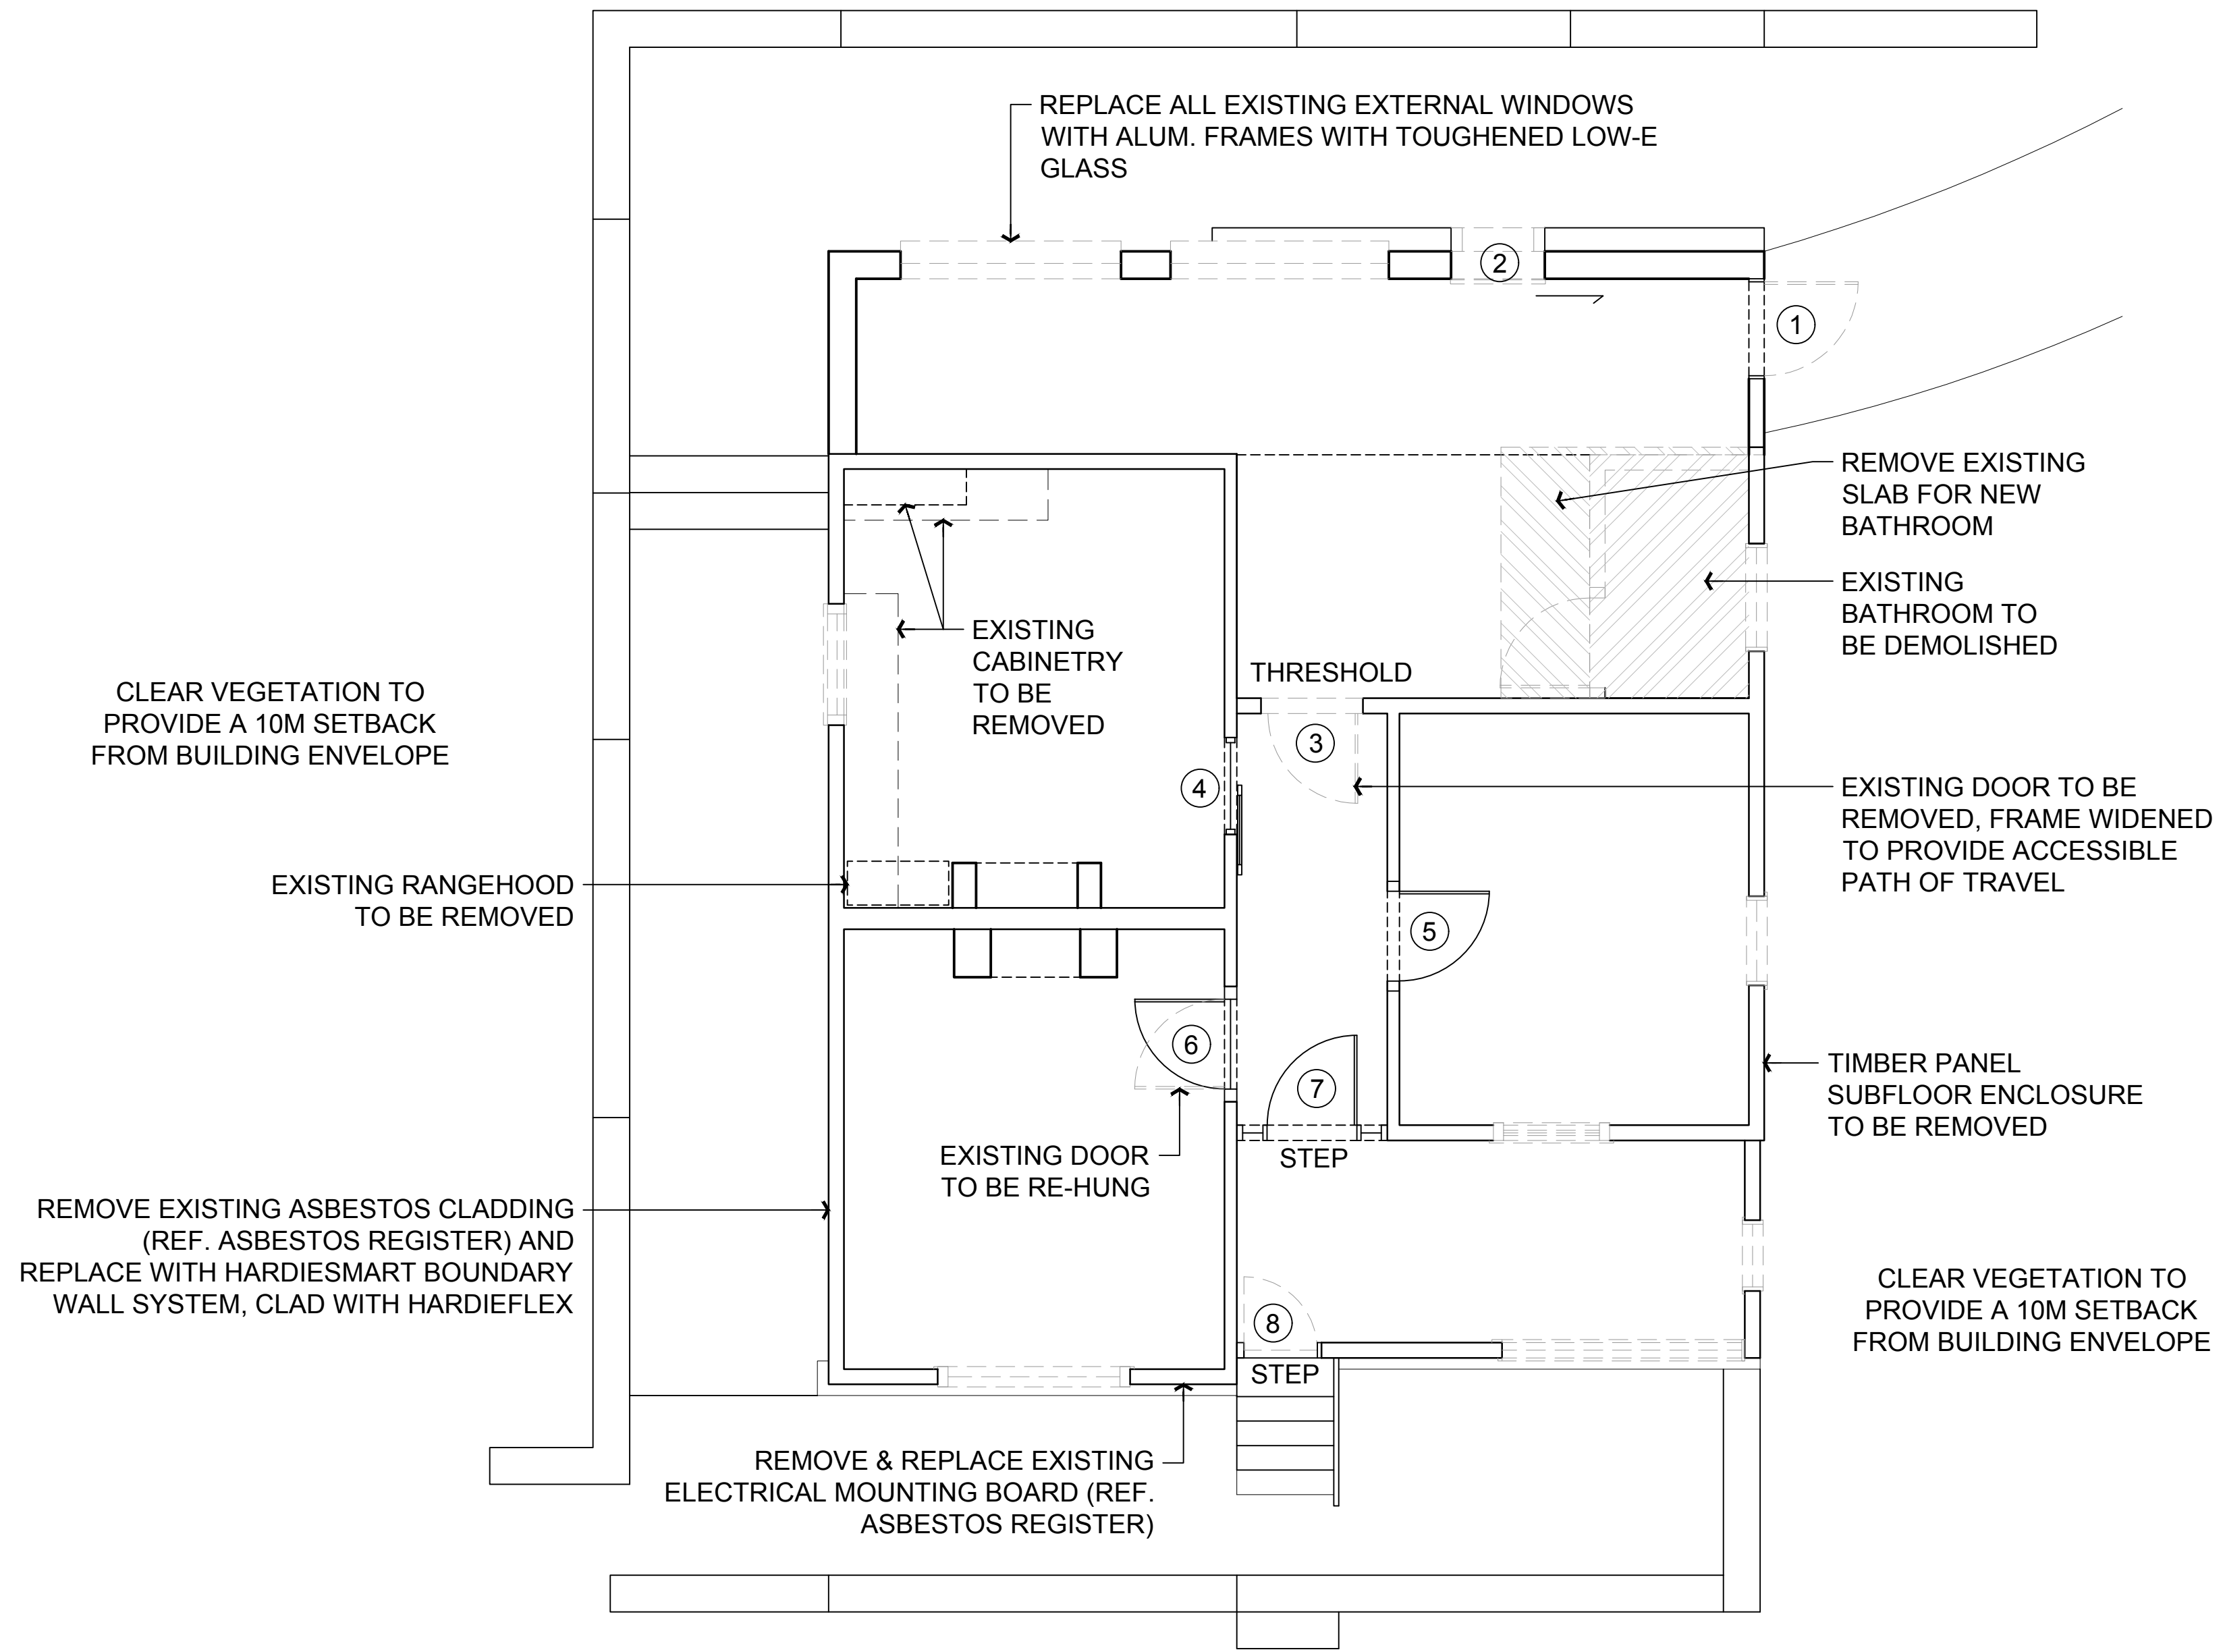 REPLACE ALL EXISTING EXTERNAL WINDOWS
WITH ALUM. FRAMES WITH TOUGHENED LOW-E
GLASS
2
1
REMOVE EXISTING
SLAB FOR NEW
BATHROOM
EXISTING
BATHROOM TO
BE DEMOLISHED
EXISTING
CABINETRY
TO BE
REMOVED
THRESHOLD
CLEAR VEGETATION TO
PROVIDE A 10M SETBACK
FROM BUILDING ENVELOPE
3
4
EXISTING DOOR TO BE
REMOVED, FRAME WIDENED
TO PROVIDE ACCESSIBLE
PATH OF TRAVEL
EXISTING RANGEHOOD
TO BE REMOVED
5
6
7
TIMBER PANEL
SUBFLOOR ENCLOSURE
TO BE REMOVED
EXISTING DOOR
TO BE RE-HUNG
STEP
REMOVE EXISTING ASBESTOS CLADDING
(REF. ASBESTOS REGISTER) AND
REPLACE WITH HARDIESMART BOUNDARY
WALL SYSTEM, CLAD WITH HARDIEFLEX
8
STEP
CLEAR VEGETATION TO
PROVIDE A 10M SETBACK
FROM BUILDING ENVELOPE
REMOVE & REPLACE EXISTING
ELECTRICAL MOUNTING BOARD (REF.
ASBESTOS REGISTER)